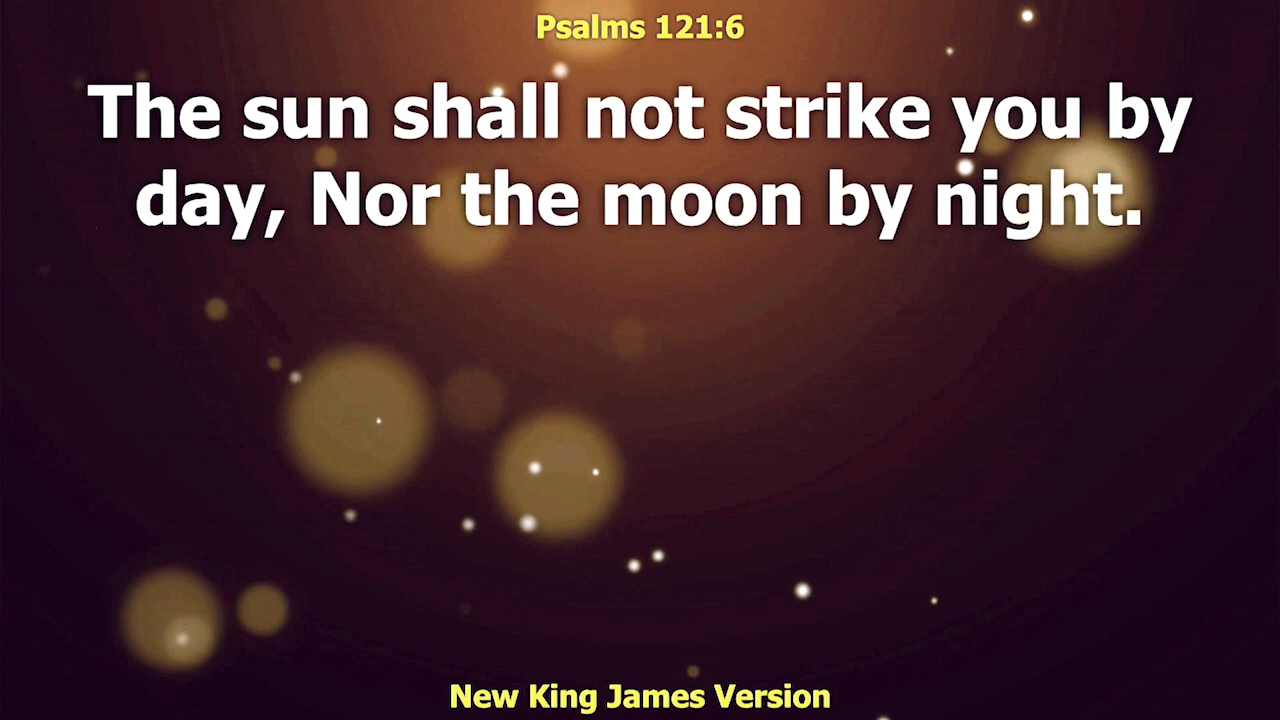 Psalms 121:6
The sun shall not strike you by
day, Nor the moon by night.
New King James Version